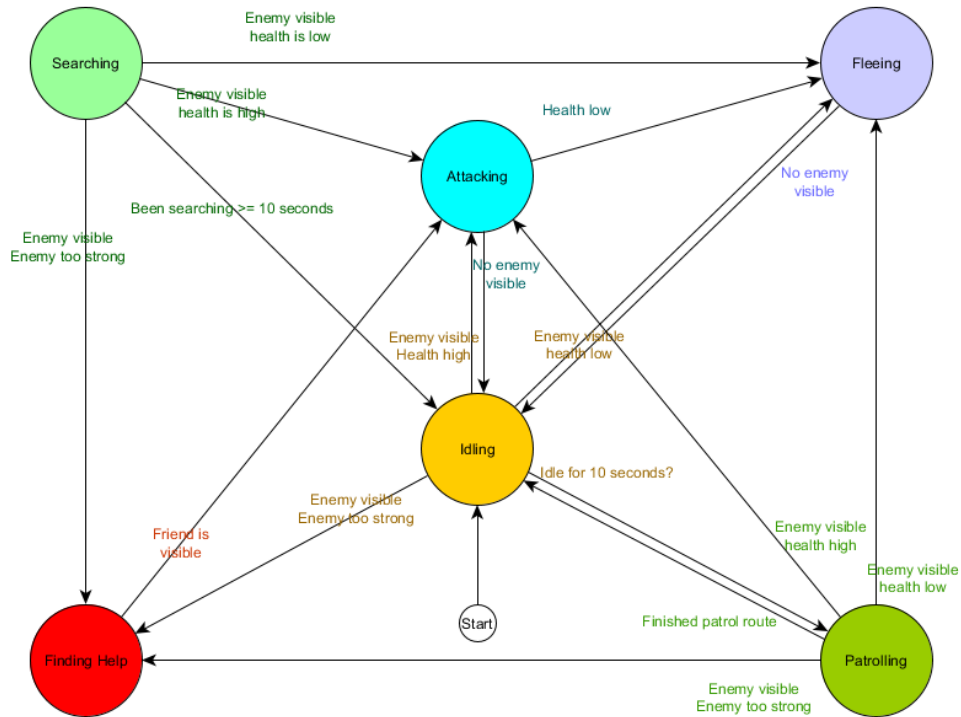 Enemy visible
health is low
Searching
Fleeing
Enemy visible
health is high
Health low
Attacking
No enemy
visible
Been searching >= 10 seconds
Enemy visible
Enemy too strong
No enemy
visible
Enemy visible
Health high
Enemy visible
health low
Idling
Idle for 10 seconds?
Enemy visible
Enemy too strong
Friend is
visible
Enemy visible
health high
Enemy visible
health low
Start
Finished patrol route
Finding Help
Patrolling
Enemy visible
Enemy too strong